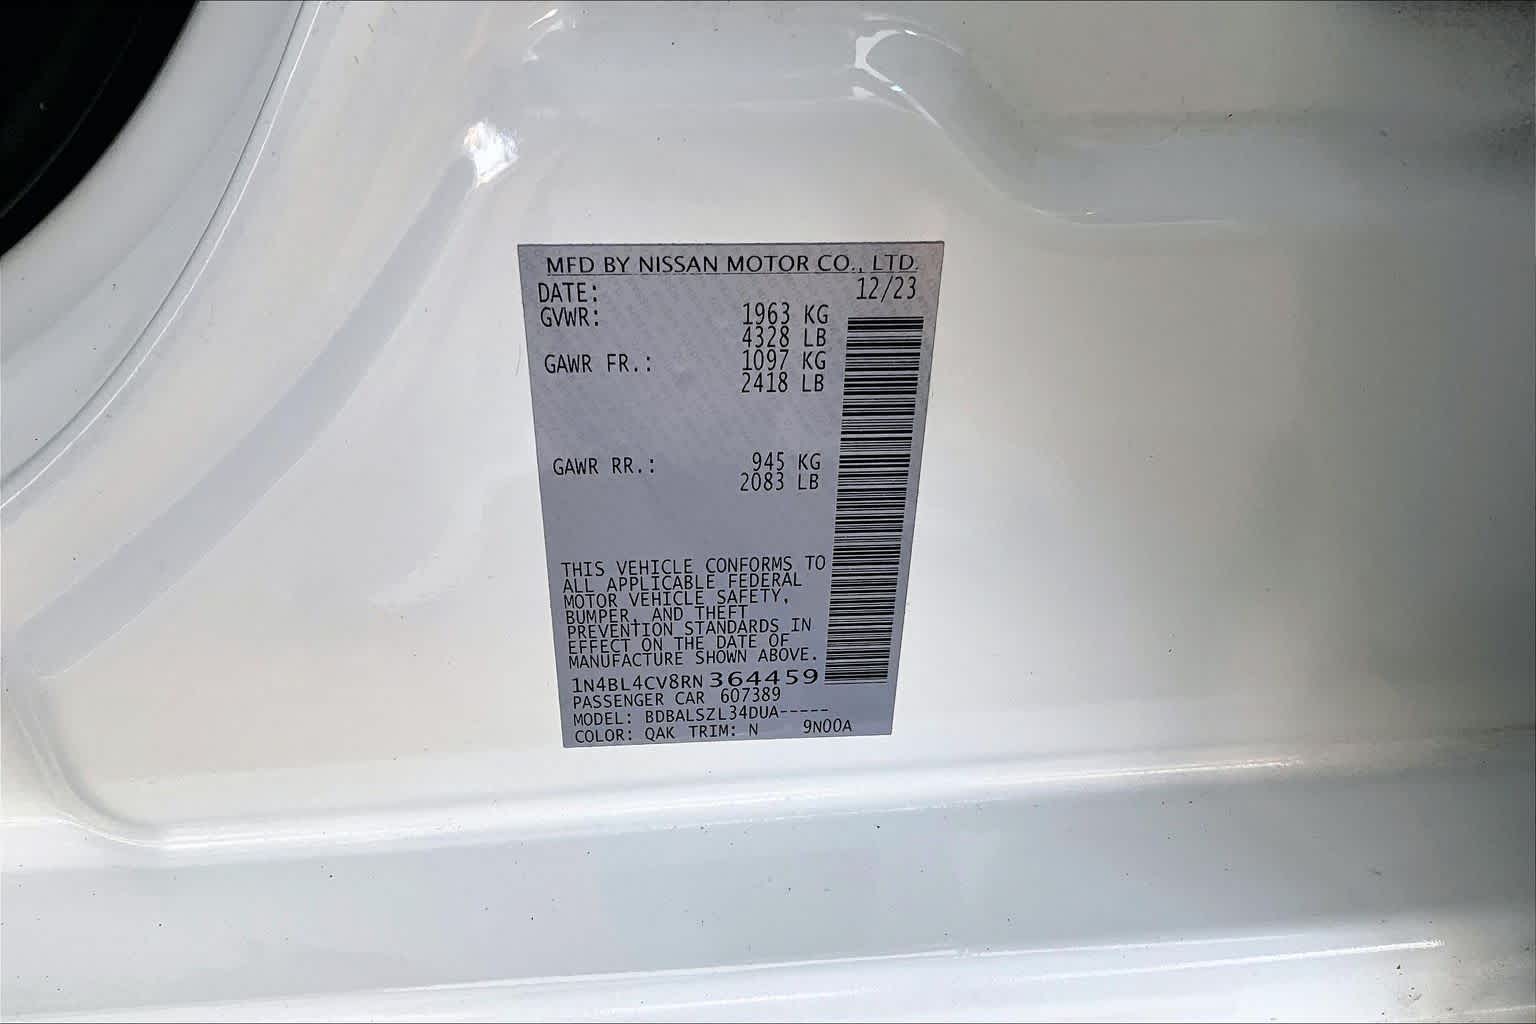 MFD BY NISSAN MOTOR CO., LTD.
DATE: 12/23
GVWR: 1963 KG
4328 LB
GAWR FR.: 1097 KG
2418 LB
GAWR RR.: 945 KG
2083 LB
THIS VEHICLE CONFORMS TO
ALL APPLICABLE FEDERAL
MOTOR VEHICLE SAFETY,
BUMPER, AND THEFT
PREVENTION STANDARDS IN
EFFECT ON THE DATE OF
MANUFACTURE SHOWN ABOVE.
1N4BL4CV8RN364459
PASSENGER CAR 607389
MODEL: BDBALSZL34DUA-----
COLOR: QAK TRIM: N 9N00A